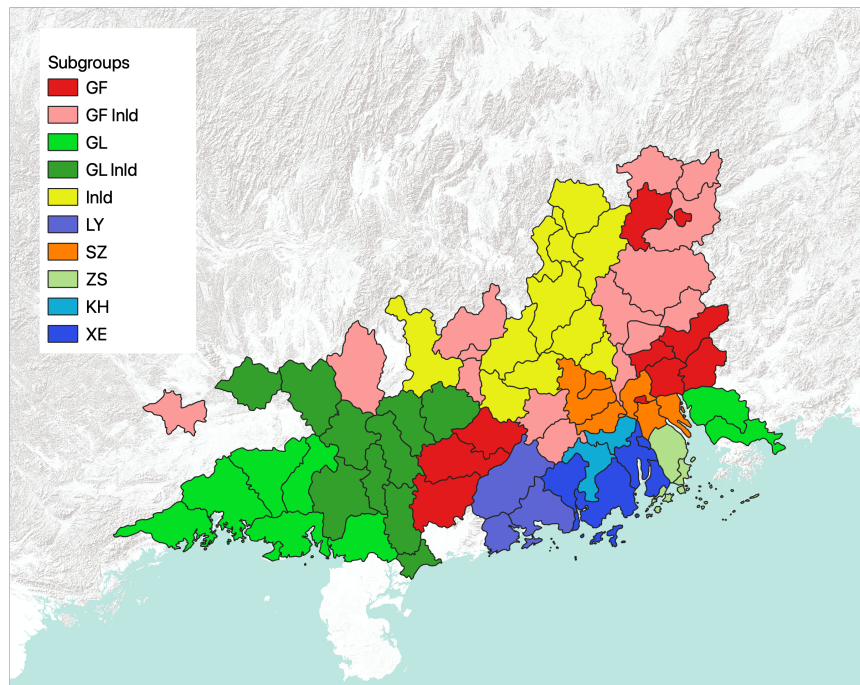 Subgroups
GF
GF Inld
GL
GL Inld
Inld
LY
SZ
ZS
KH
XE